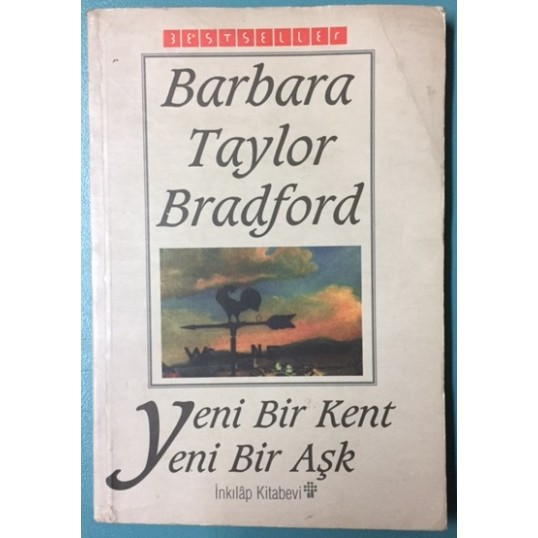 BESTSELLER
Barbara
Taylor
Bradford
W N E
Yeni Bir Kent
Yeni Bir Aşk
İnkılâp Kitabevi